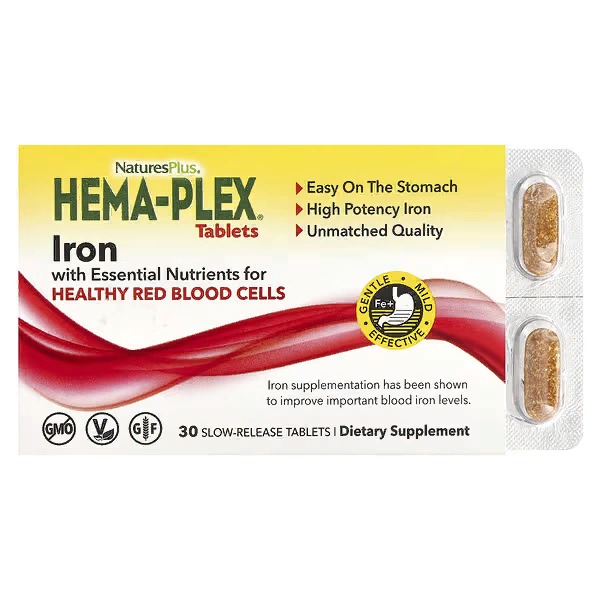 NaturesPlus®
HEMA-PLEX®
Tablets
Iron
with Essential Nutrients for
HEALTHY RED BLOOD CELLS
Easy On The Stomach
High Potency Iron
Unmatched Quality
GENTLE • MILD • EFFECTIVE •
Fe+
Iron supplementation has been shown
to improve important blood iron levels.
GMO
V
GF
30 SLOW-RELEASE TABLETS | Dietary Supplement